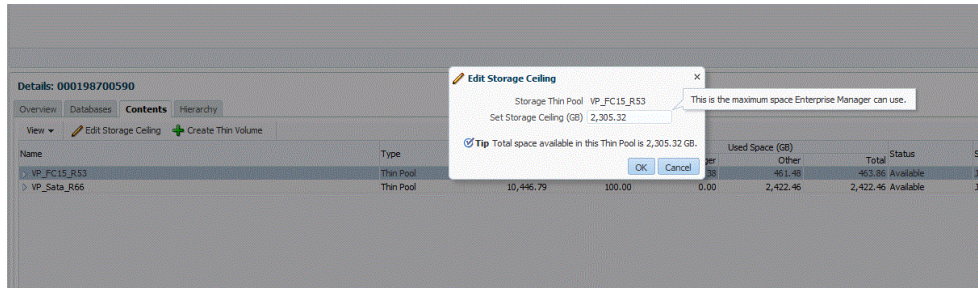 Details: 000198700590
Overview Databases Contents Hierarchy
View Edit Storage Ceiling Create Thin Volume
Edit Storage Ceiling
Storage Thin Pool VP_FC15_R53
Set Storage Ceiling (GB) 2,305.32
Tip Total space available in this Thin Pool is 2,305.32 GB.
OK Cancel
This is the maximum space Enterprise Manager can use.
Name Type Used Space (GB) Status
Other Total
VP_FC15_R53 Thin Pool 461.48 463.86 Available
VP_Sata_R66 Thin Pool 10,446.79 100.00 0.00 2,422.46 2,422.46 Available